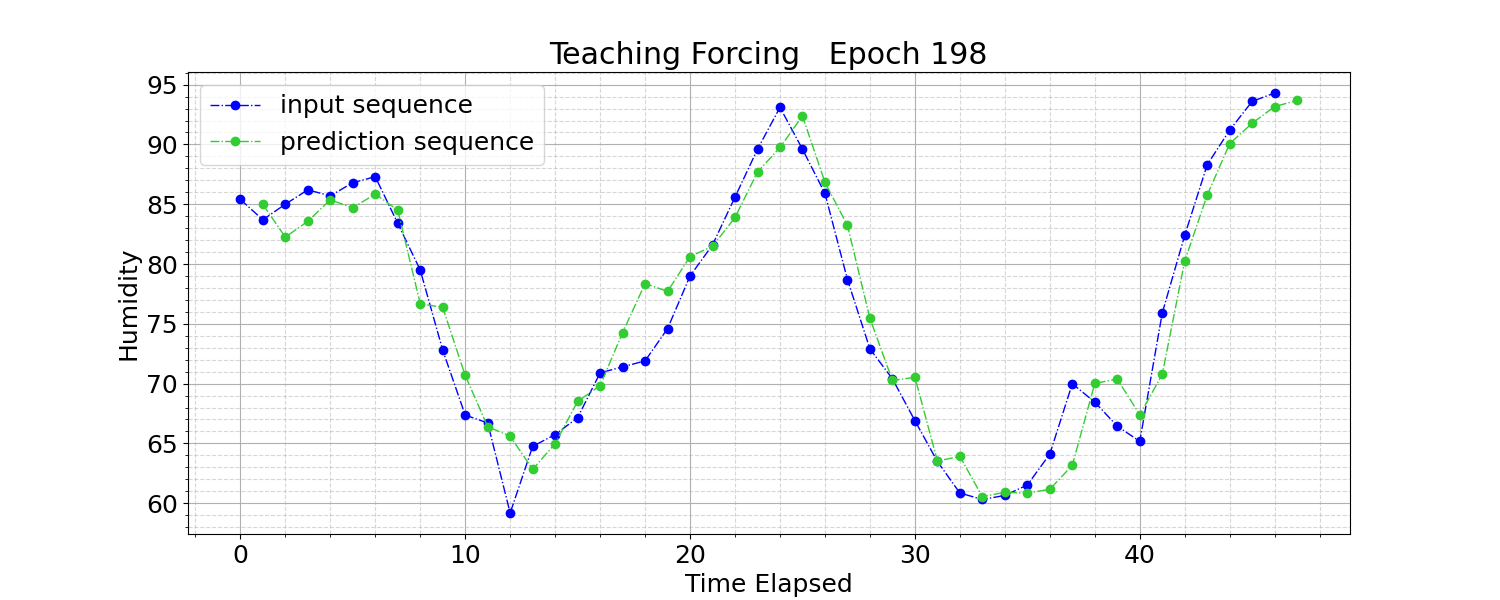 Teaching Forcing   Epoch 198
input sequence
prediction sequence
Humidity
95
90
85
80
75
70
65
60
0 10 20 30 40
Time Elapsed